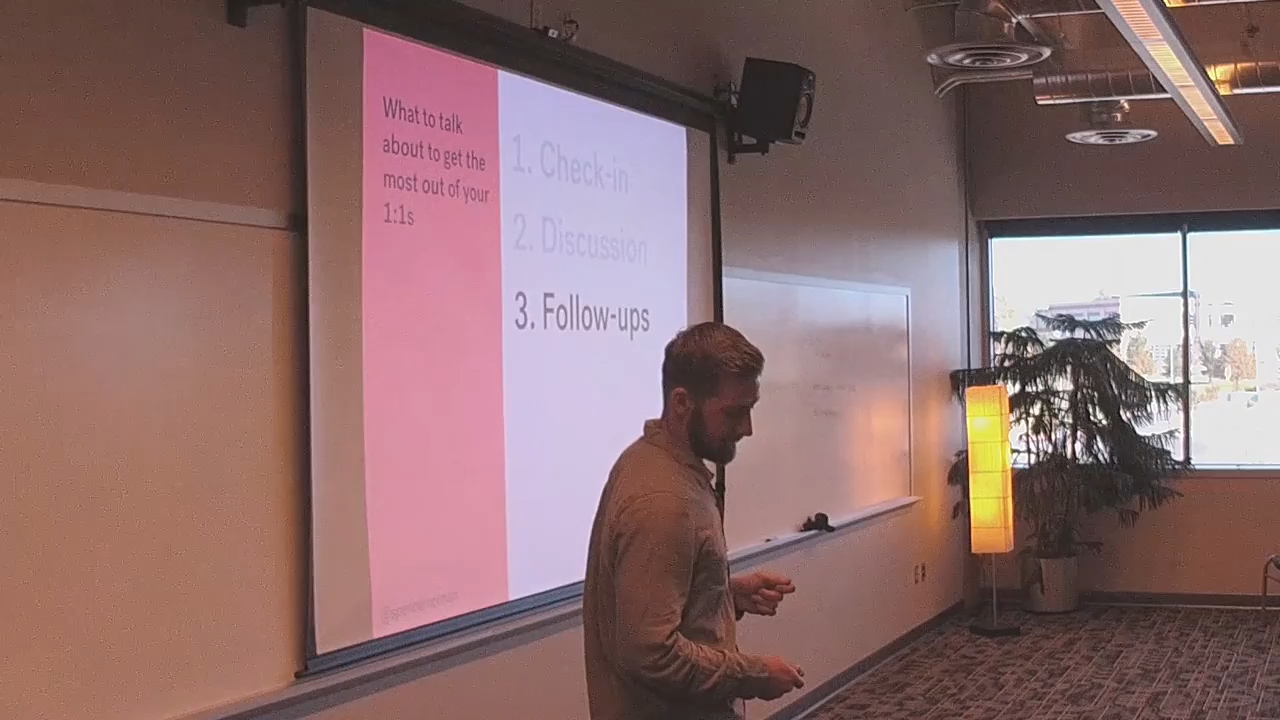 What to talk
about to get the
most out of your
1:1s
1. Check-in
2. Discussion
3. Follow-ups